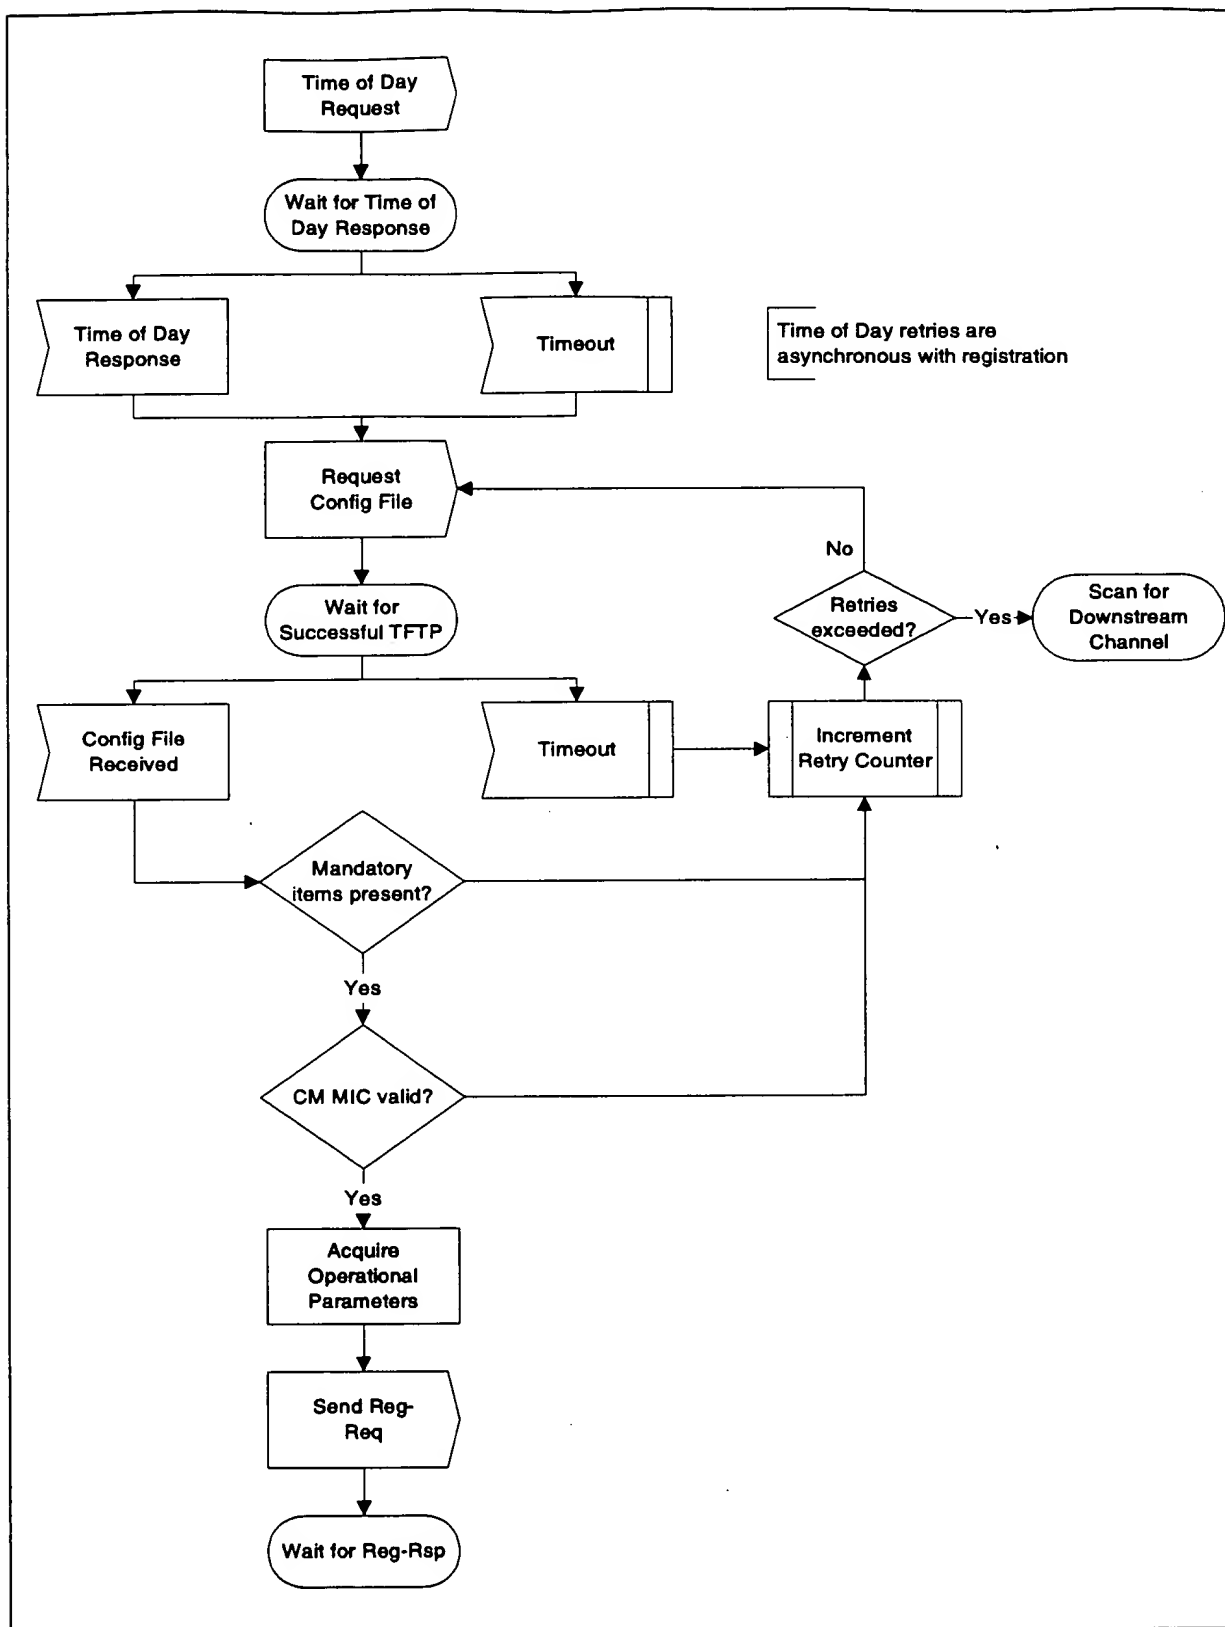 Time of Day
Request
Wait for Time of
Day Response
Time of Day
Response
Timeout
Time of Day retries are
asynchronous with registration
Request
Config File
No
Wait for
Successful TFTP
Retries
exceeded?
Yes
Scan for
Downstream
Channel
Config File
Received
Timeout
Increment
Retry Counter
Mandatory
items present?
Yes
CM MIC valid?
Yes
Acquire
Operational
Parameters
Send Reg-
Req
Wait for Reg-Rsp